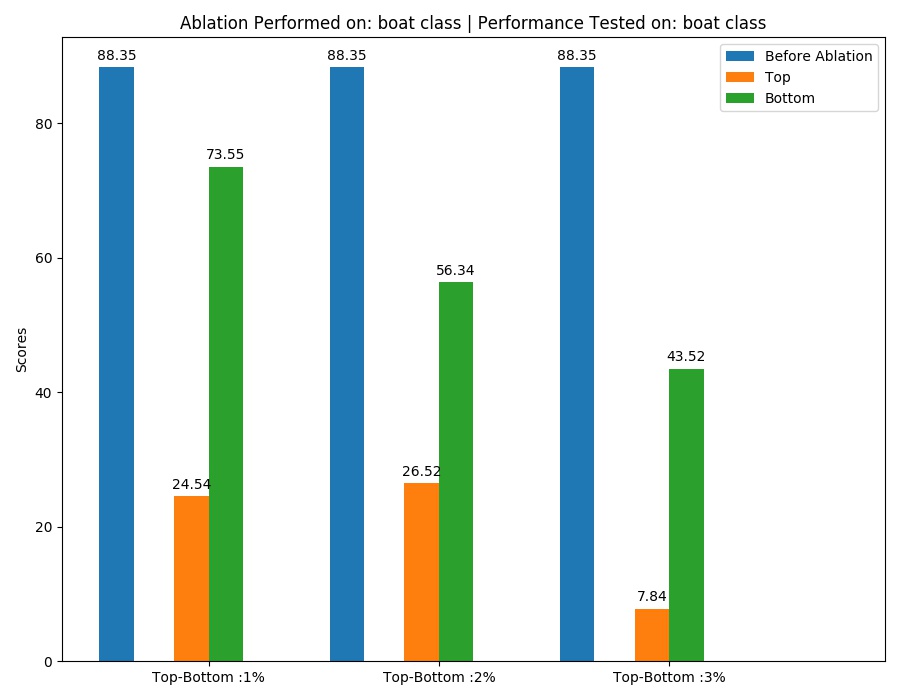 Ablation Performed on: boat class | Performance Tested on: boat class
88.35
88.35
88.35
Before Ablation
Top
Bottom
80
73.55
60
56.34
Scores
43.52
40
24.54
26.52
20
7.84
0
Top-Bottom :1%
Top-Bottom :2%
Top-Bottom :3%